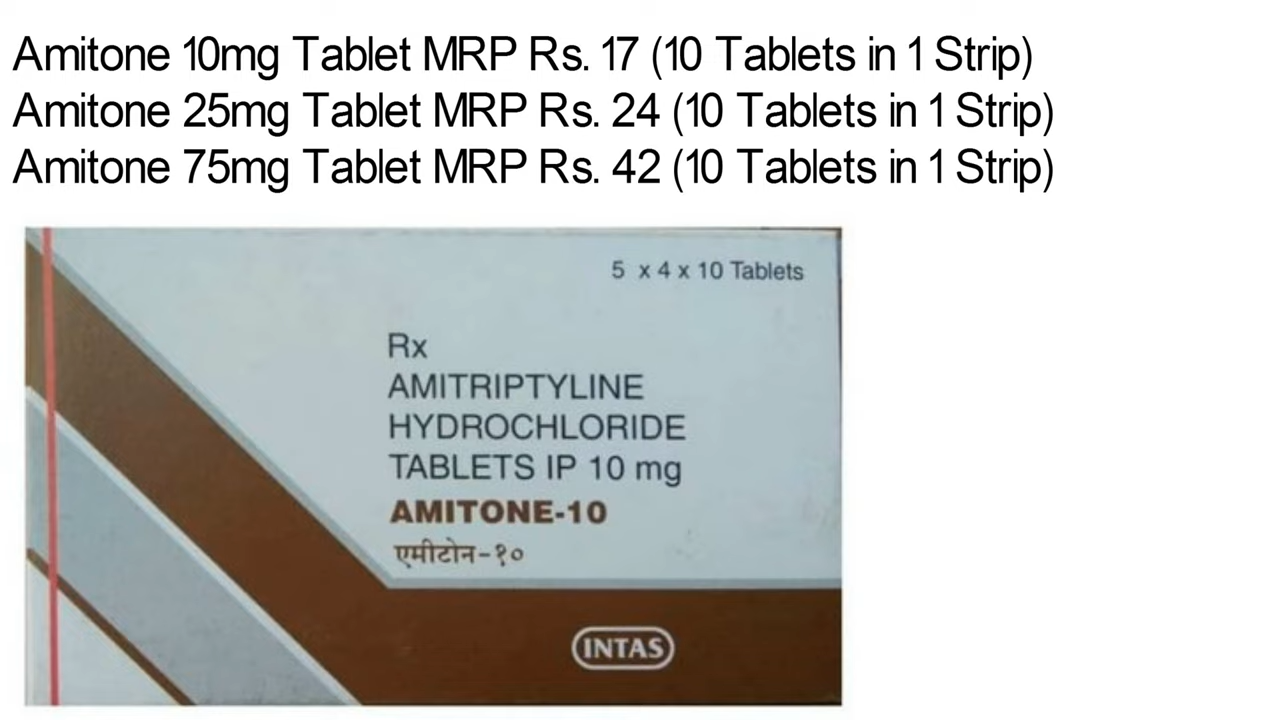 Amitone 10mg Tablet MRP Rs. 17 (10 Tablets in 1 Strip)
Amitone 25mg Tablet MRP Rs. 24 (10 Tablets in 1 Strip)
Amitone 75mg Tablet MRP Rs. 42 (10 Tablets in 1 Strip)
5 x 4 x 10 Tablets
Rx
AMITRIPTYLINE
HYDROCHLORIDE
TABLETS IP 10 mg
AMITONE-10
एमीटोन-१०
INTAS